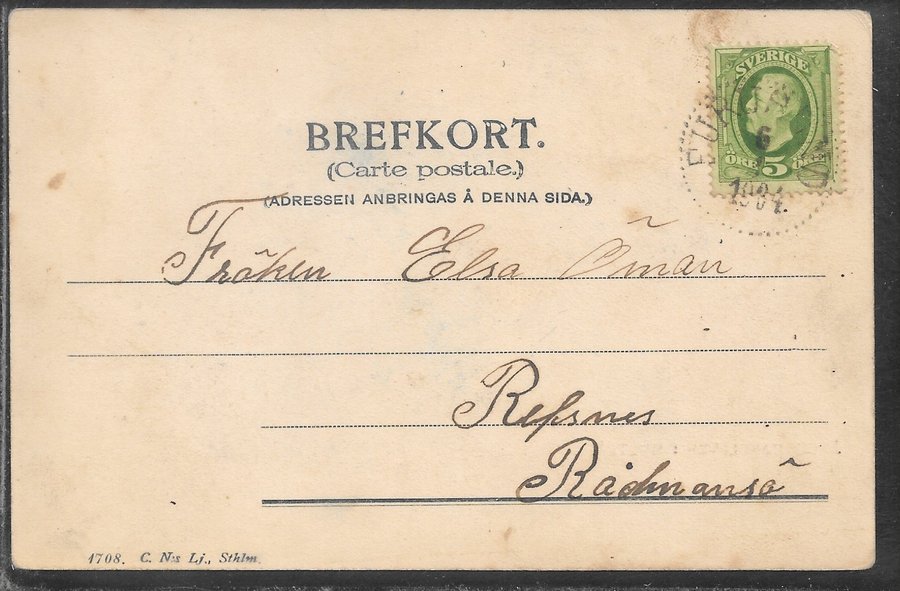 SVERIGE
5
ÖRE ÖRE
6
1904.
BREFKORT.
(Carte postale.)
(ADRESSEN ANBRINGAS Å DENNA SIDA.)
Fröken Elsa Öman
Refsnes
Rådmansö
1708. C. N:s Lj., Sthlm.